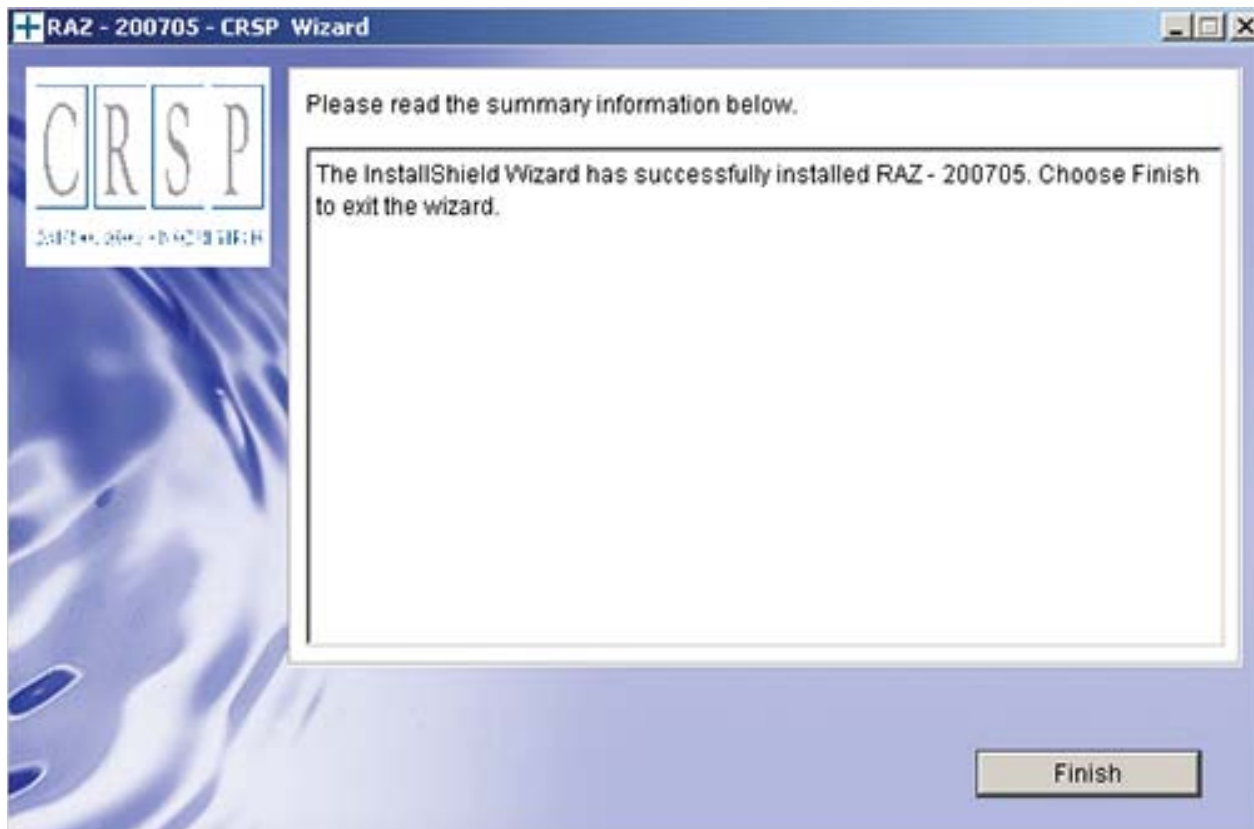 RAZ - 200705 - CRSP Wizard
CRSP
Please read the summary information below.
The InstallShield Wizard has successfully installed RAZ - 200705. Choose Finish
to exit the wizard.
Finish